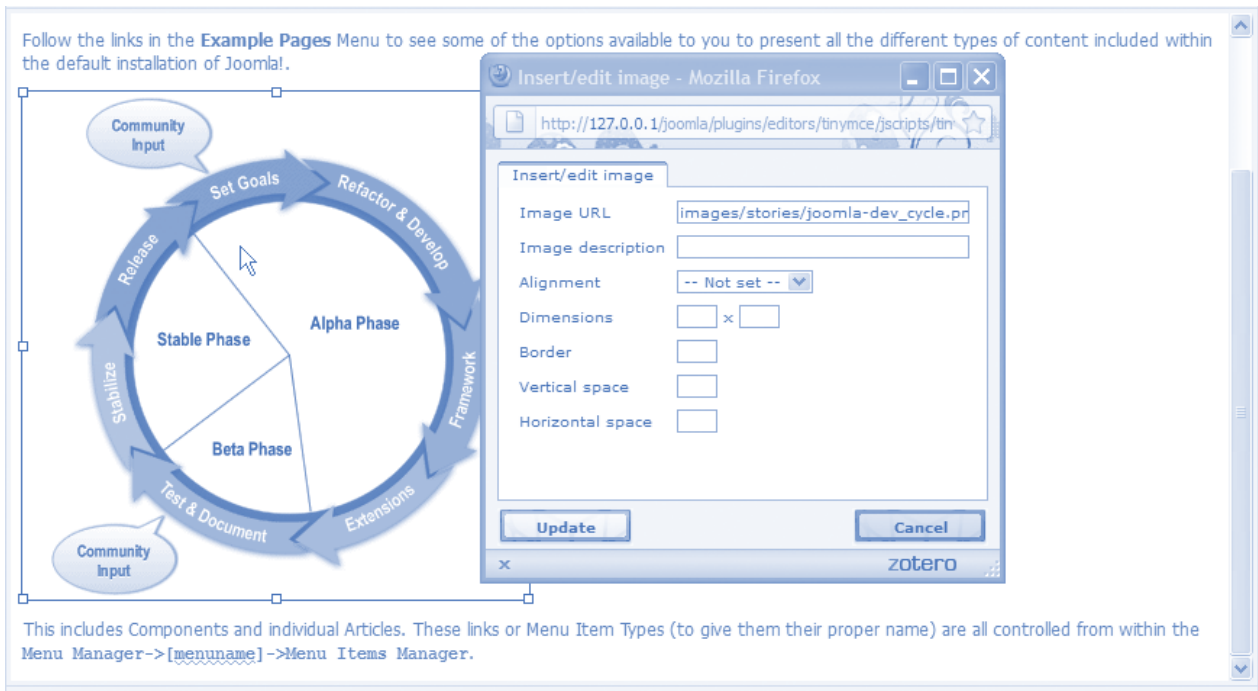 Follow the links in the Example Pages Menu to see some of the options available to you to present all the different types of content included within
the default installation of Joomla!.
Community
Input
Set Goals
Refactor & Develop
Framework
Extensions
Test & Document
Stabilize
Release
Alpha Phase
Stable Phase
Beta Phase
Community
Input
Insert/edit image - Mozilla Firefox
http://127.0.0.1/joomla/plugins/editors/tinymce/jscripts/tin
Insert/edit image
Image URL images/stories/joomla-dev_cycle.pr
Image description
Alignment -- Not set --
Dimensions x
Border
Vertical space
Horizontal space
Update Cancel
x zotero
This includes Components and individual Articles. These links or Menu Item Types (to give them their proper name) are all controlled from within the
Menu Manager->[menuname]->Menu Items Manager.